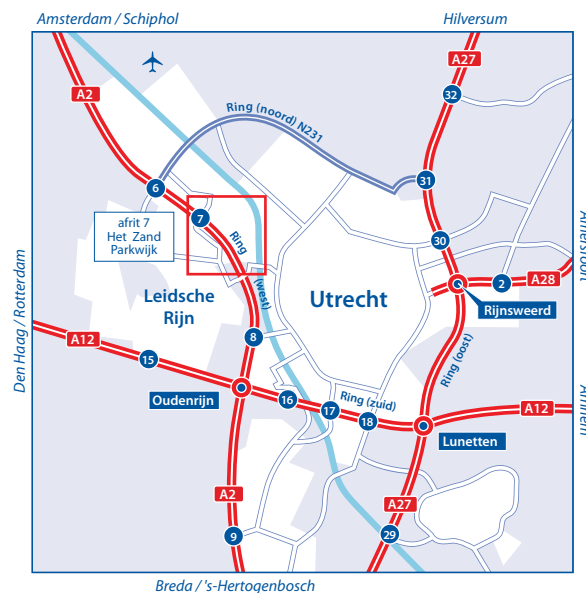 Amsterdam / Schiphol
Hilversum
A27
A2
32
Ring (noord) N231
6
31
7
afrit 7
Het Zand
Parkwijk
Ring
(west)
30
Amersfoort
2
A28
Rijnsweerd
Leidsche
Rijn
Utrecht
Den Haag / Rotterdam
A12
15
8
Ring (oost)
Oudenrijn
16
17
Ring (zuid)
18
A12
Arnhem
Lunetten
A2
A27
9
29
Breda / 's-Hertogenbosch